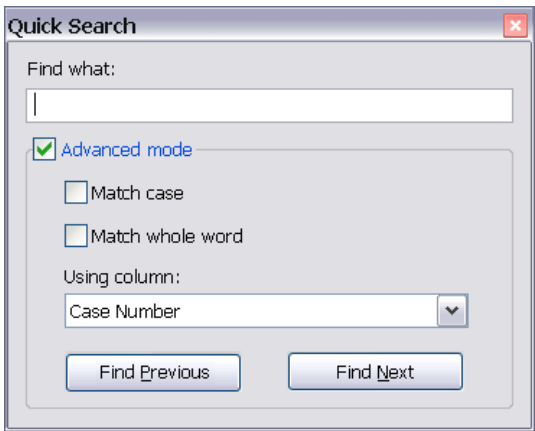 Quick Search
Find what:
Advanced mode
Match case
Match whole word
Using column:
Case Number
Find Previous
Find Next